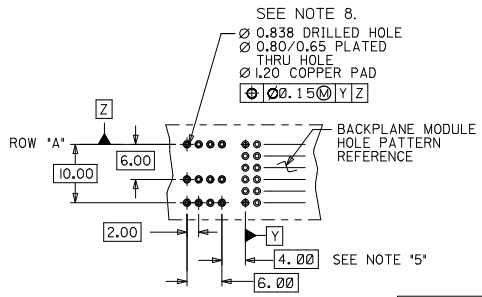 SEE NOTE 8.
Ø 0.838 DRILLED HOLE
Ø 0.80/0.65 PLATED
THRU HOLE
Ø 1.20 COPPER PAD
⌖ Ø0.15Ⓜ Y Z
Z
ROW "A"
BACKPLANE MODULE
HOLE PATTERN
REFERENCE
6.00
10.00
2.00
Y
4.00 SEE NOTE "5"
6.00